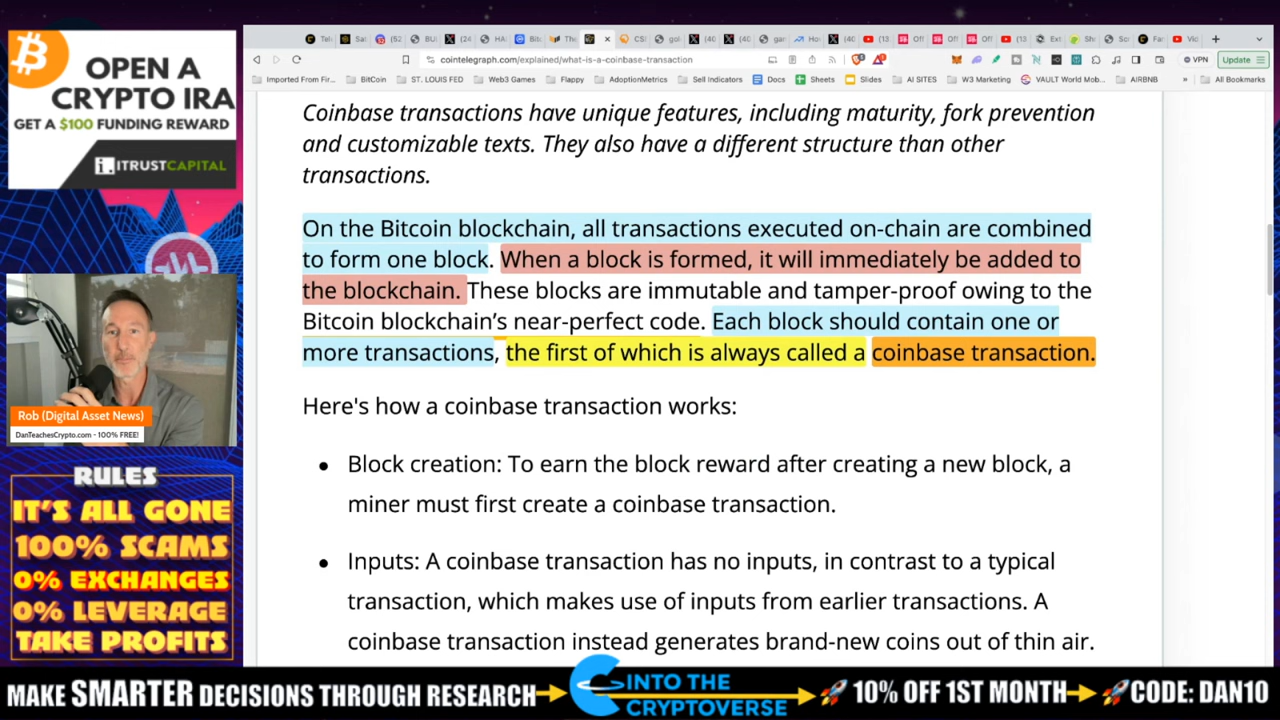 OPEN A
CRYPTO IRA
GET A $100 FUNDING REWARD
i. ITRUSTCAPITAL
cointelegraph.com/explained/what-is-a-coinbase-transaction
VPN
Update
Imported From Fir...
BitCoin
ST. LOUIS FED
Web3 Games
Flappy
AdoptionMetrics
Sell Indicators
Docs
Sheets
Slides
AI SITES
W3 Marketing
VAULT World Mob...
AIRBNB
»
All Bookmarks
Coinbase transactions have unique features, including maturity, fork prevention
and customizable texts. They also have a different structure than other
transactions.
On the Bitcoin blockchain, all transactions executed on-chain are combined
to form one block. When a block is formed, it will immediately be added to
the blockchain. These blocks are immutable and tamper-proof owing to the
Bitcoin blockchain’s near-perfect code. Each block should contain one or
more transactions, the first of which is always called a coinbase transaction.
Here's how a coinbase transaction works:
• Block creation: To earn the block reward after creating a new block, a
miner must first create a coinbase transaction.
• Inputs: A coinbase transaction has no inputs, in contrast to a typical
transaction, which makes use of inputs from earlier transactions. A
coinbase transaction instead generates brand-new coins out of thin air.
Rob (Digital Asset News)
DanTeachesCrypto.com - 100% FREE!
RULES
IT'S ALL GONE
100% SCAMS
0% EXCHANGES
0% LEVERAGE
TAKE PROFITS
MAKE SMARTER DECISIONS THROUGH RESEARCH
INTO THE
CRYPTOVERSE
10% OFF 1ST MONTH
CODE: DAN10